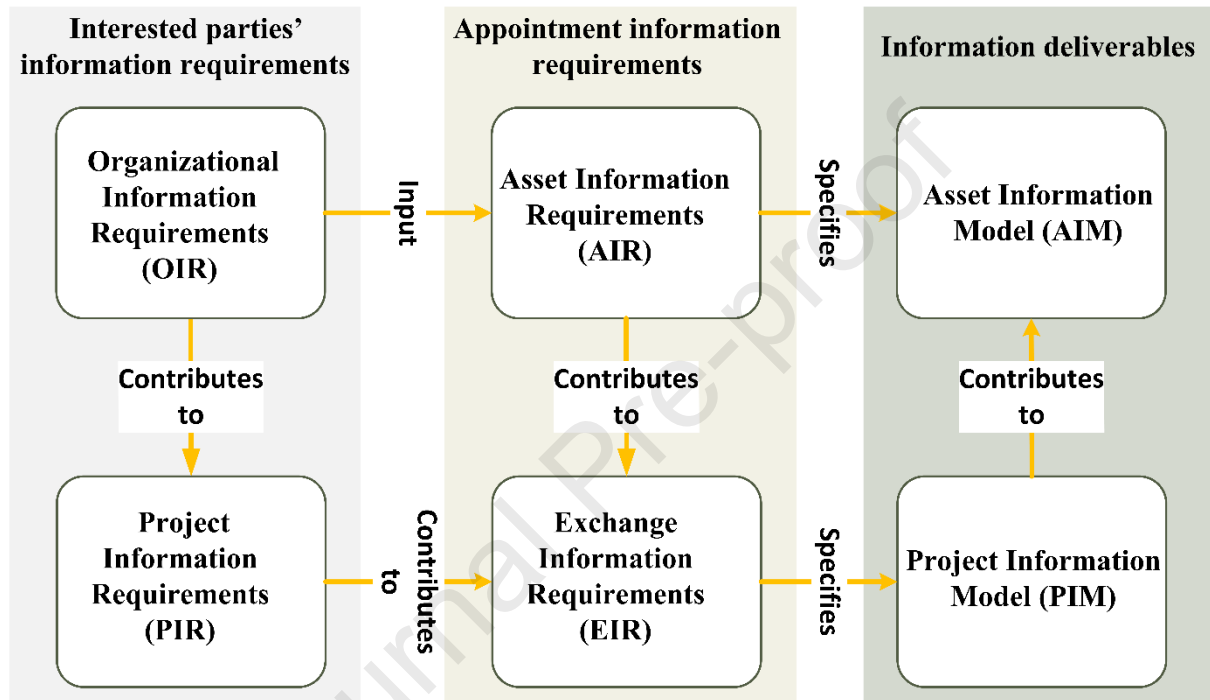 Interested parties’
information requirements
Appointment information
requirements
Information deliverables
Organizational
Information
Requirements
(OIR)
Input
Asset Information
Requirements
(AIR)
Specifies
Asset Information
Model (AIM)
Contributes
to
Contributes
to
Contributes
to
Project
Information
Requirements
(PIR)
Contributes
to
Exchange
Information
Requirements
(EIR)
Specifies
Project Information
Model (PIM)
Pre-proof